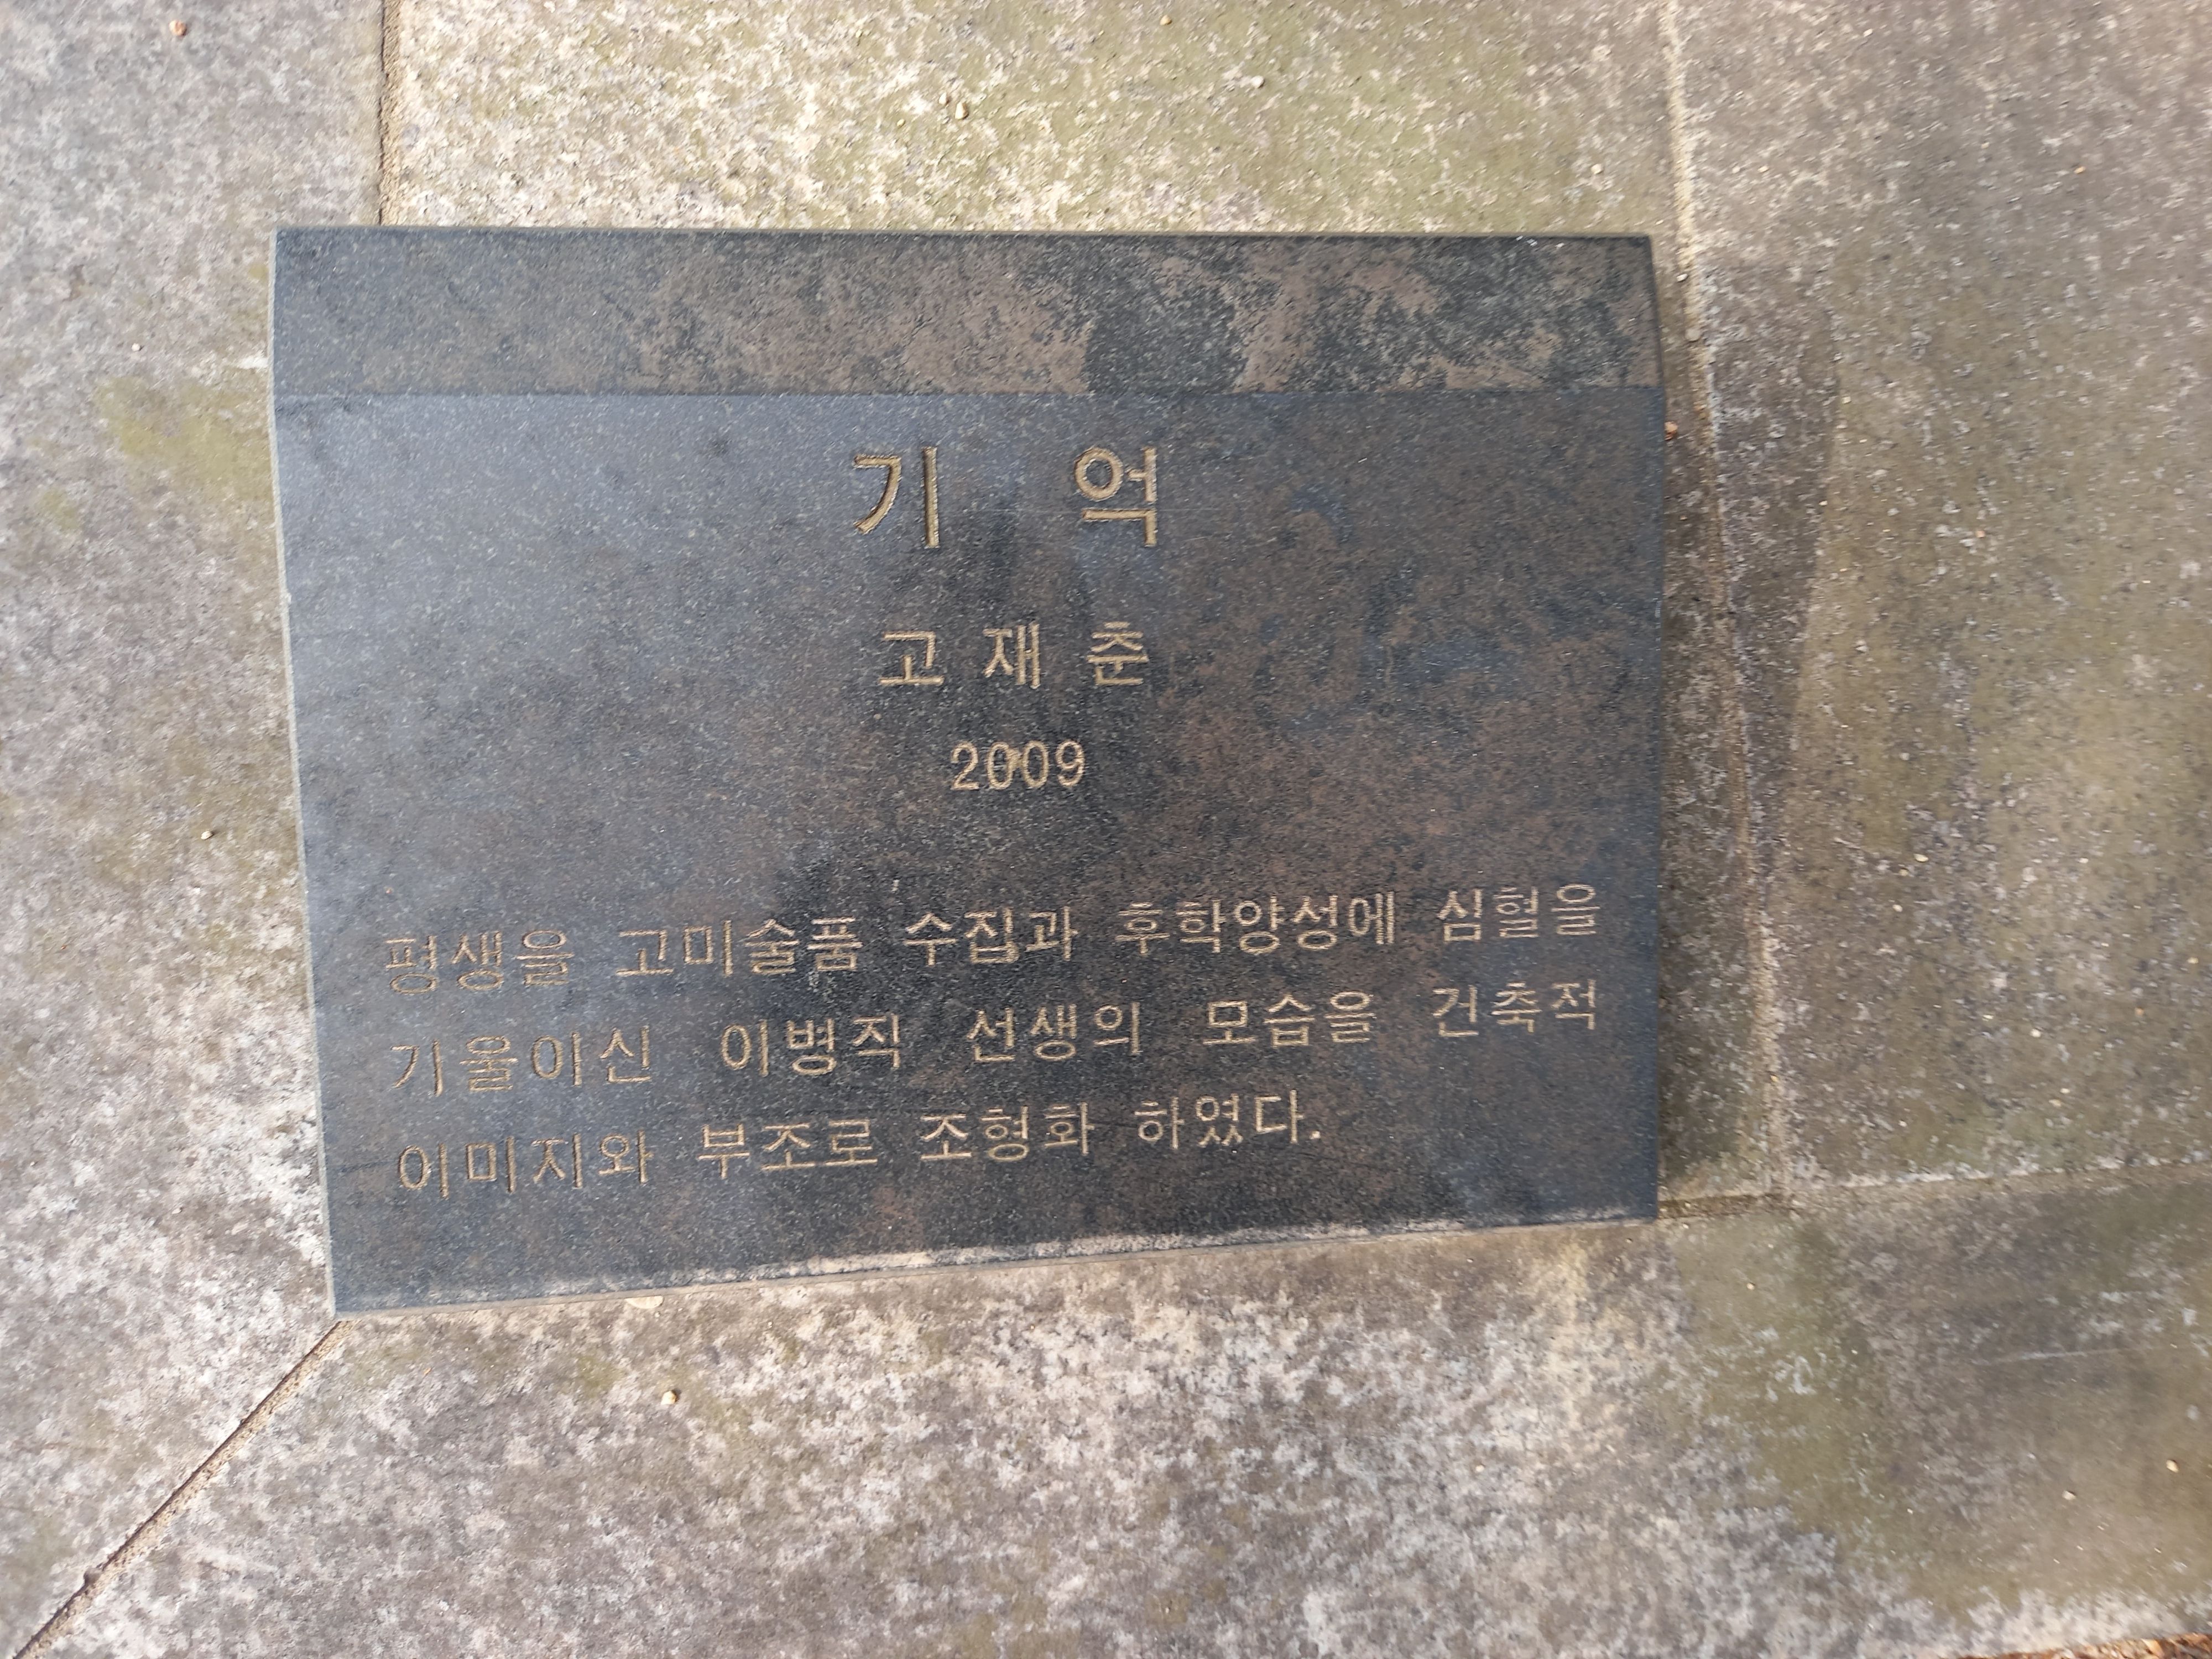 기 억
고 재 춘
2009
평생을 고미술품 수집과 후학양성에 심혈을
기울이신 이병직 선생의 모습을 건축적
이미지와 부조로 조형화 하였다.